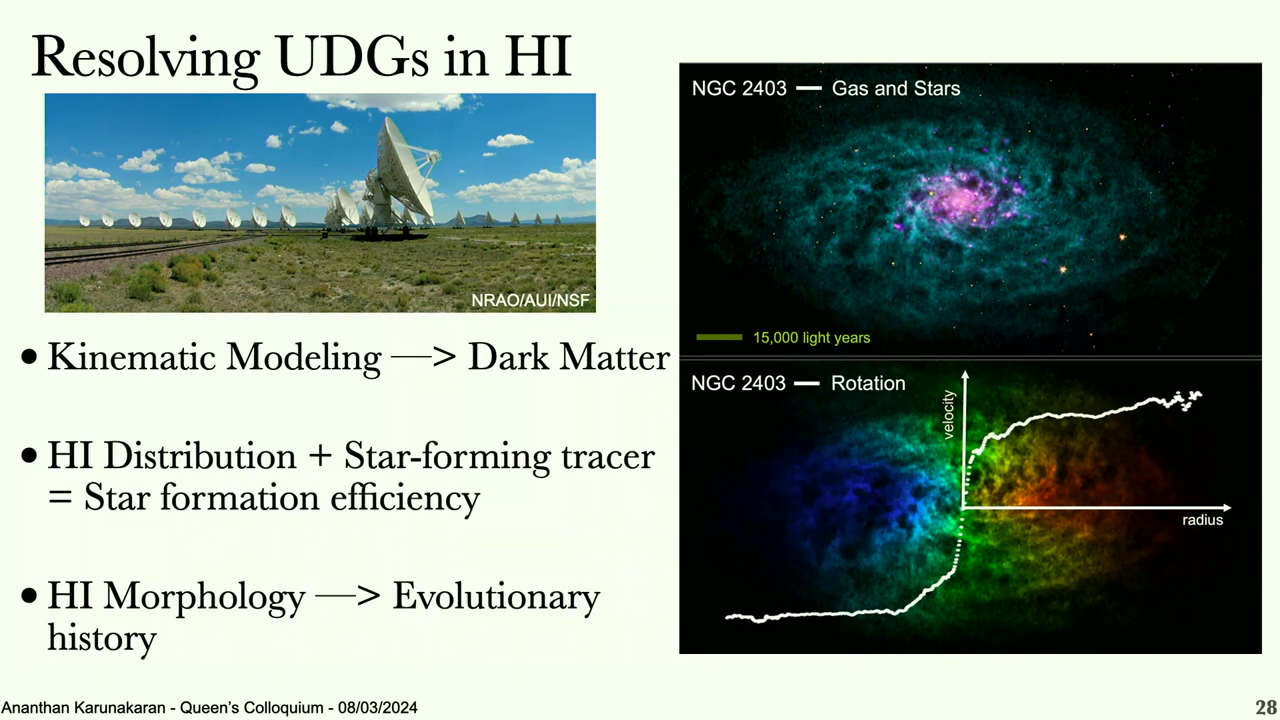 Resolving UDGs in HI
NRAO/AUI/NSF
• Kinematic Modeling —> Dark Matter
• HI Distribution + Star-forming tracer
= Star formation efficiency
• HI Morphology —> Evolutionary
history
NGC 2403 — Gas and Stars
15,000 light years
NGC 2403 — Rotation
velocity
radius
Ananthan Karunakaran - Queen's Colloquium - 08/03/2024
28